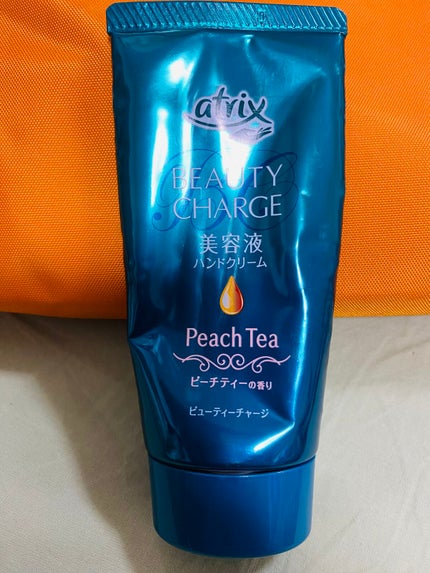 atrix
BEAUTY
CHARGE
美容液
ハンドクリーム
Peach Tea
ピーチティーの香り
ビューティーチャージ